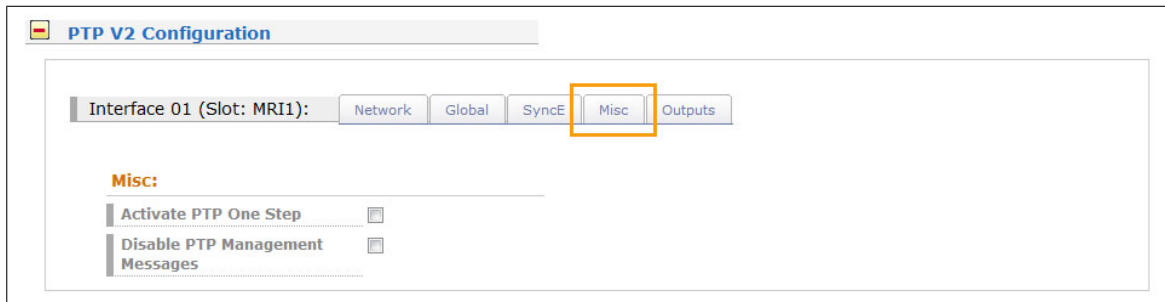 PTP V2 Configuration
Interface 01 (Slot: MRI1):
Network
Global
SyncE
Misc
Outputs
Misc:
Activate PTP One Step
Disable PTP Management
Messages